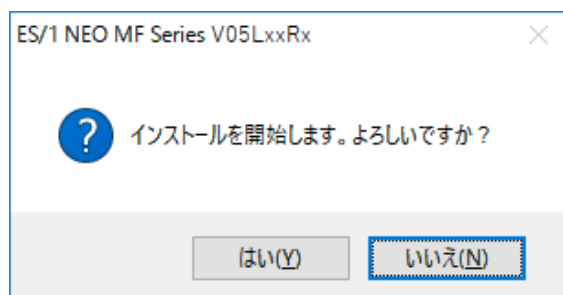 ES/1 NEO MF Series V05LxxRx
インストールを開始します。よろしいですか？
はい(Y)
いいえ(N)